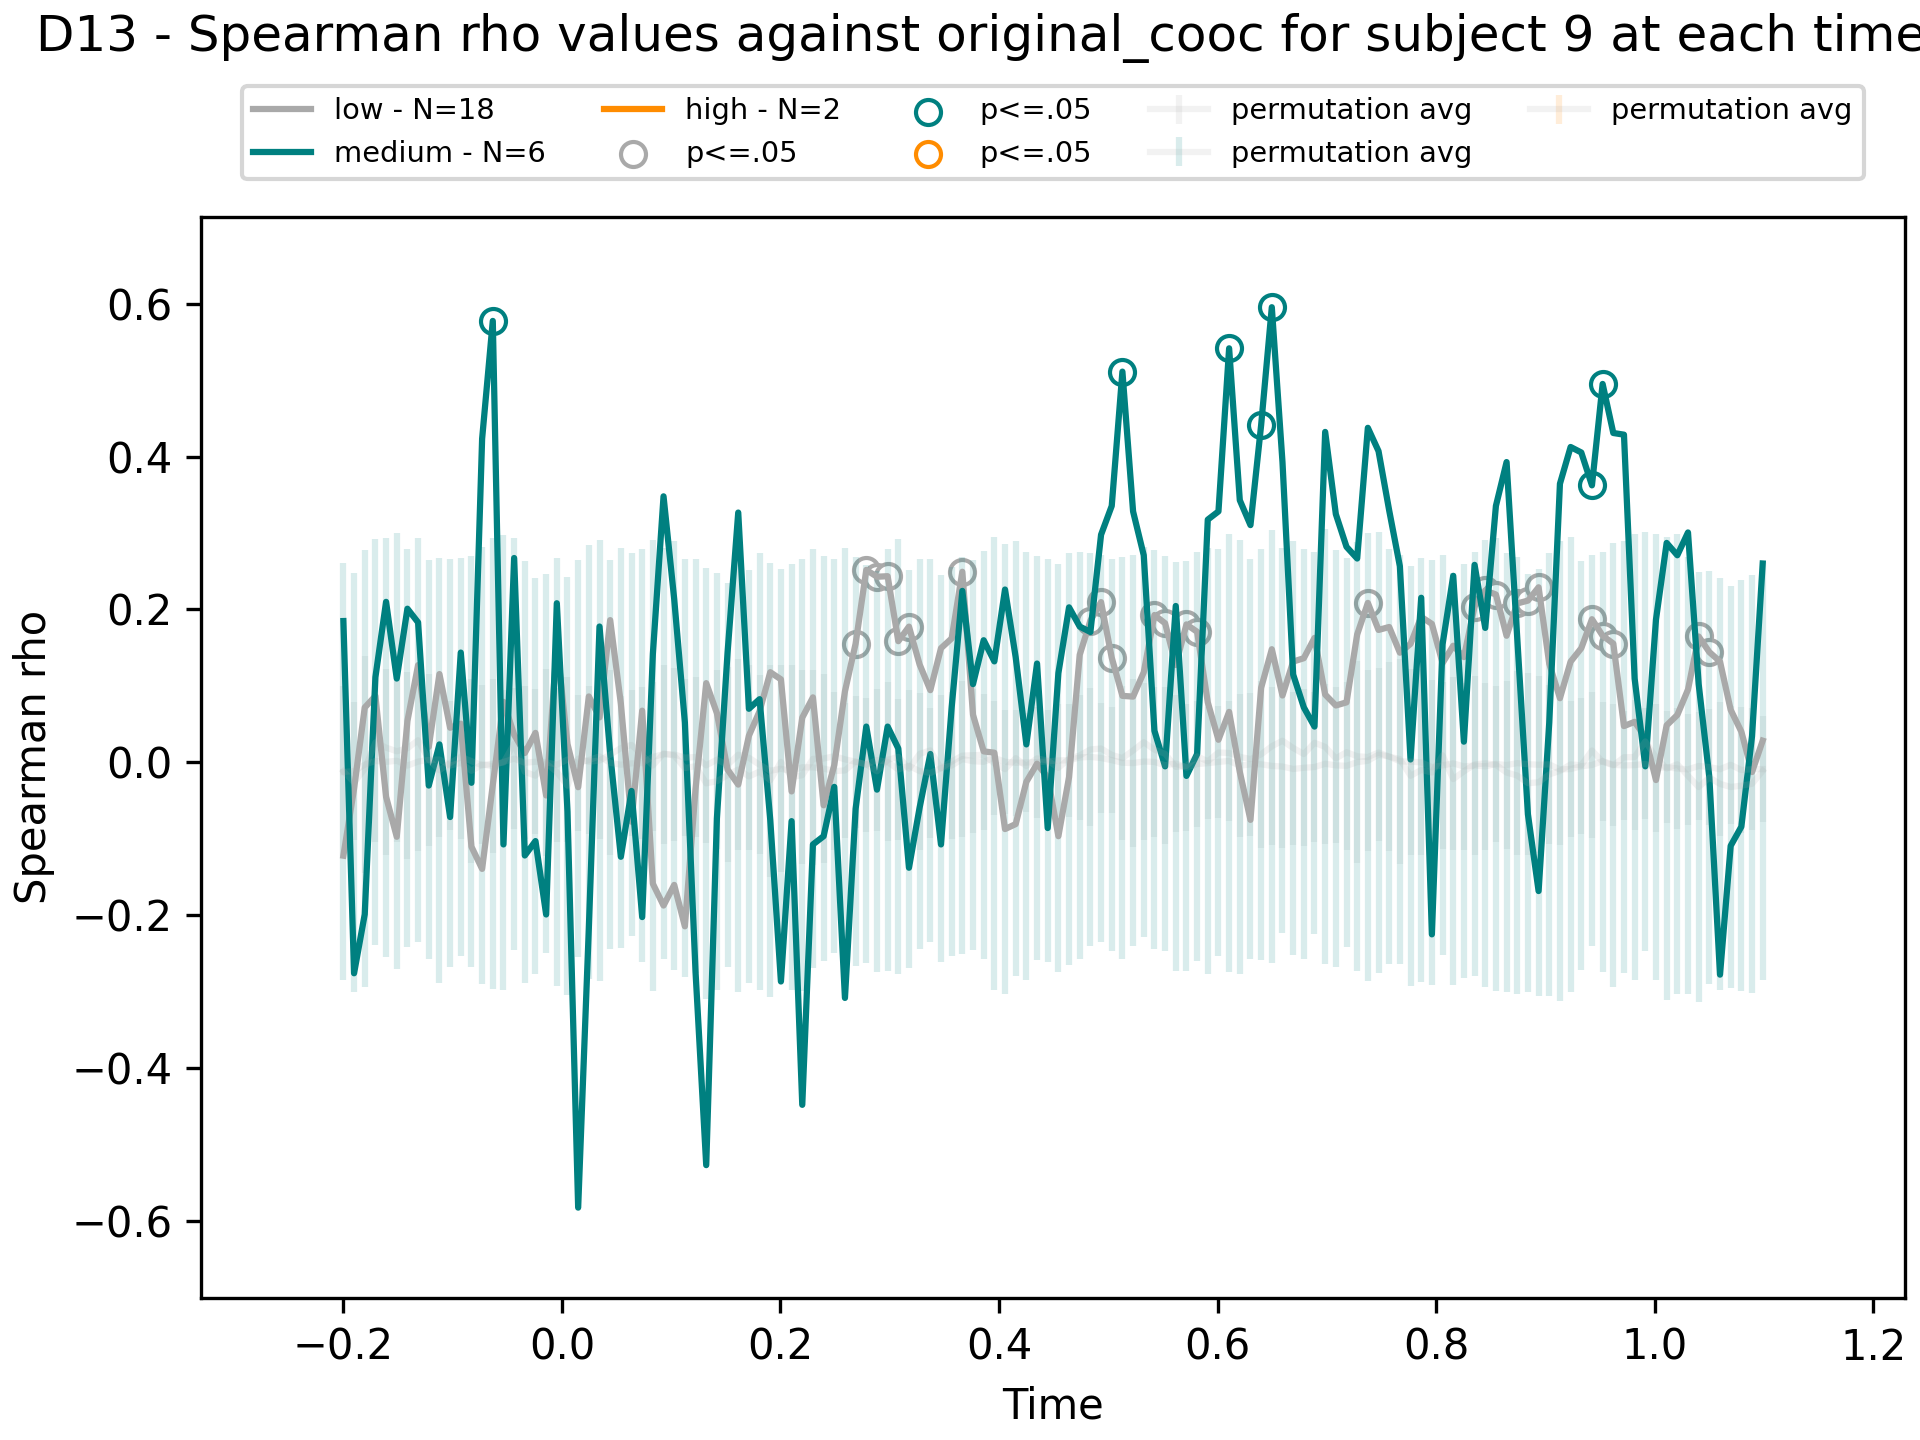 D13 - Spearman rho values against original_cooc for subject 9 at each time
low - N=18
medium - N=6
high - N=2
p<=.05
p<=.05
p<=.05
permutation avg
permutation avg
permutation avg
Spearman rho
0.6
0.4
0.2
0.0
−0.2
−0.4
−0.6
−0.2 0.0 0.2 0.4 0.6 0.8 1.0 1.2
Time